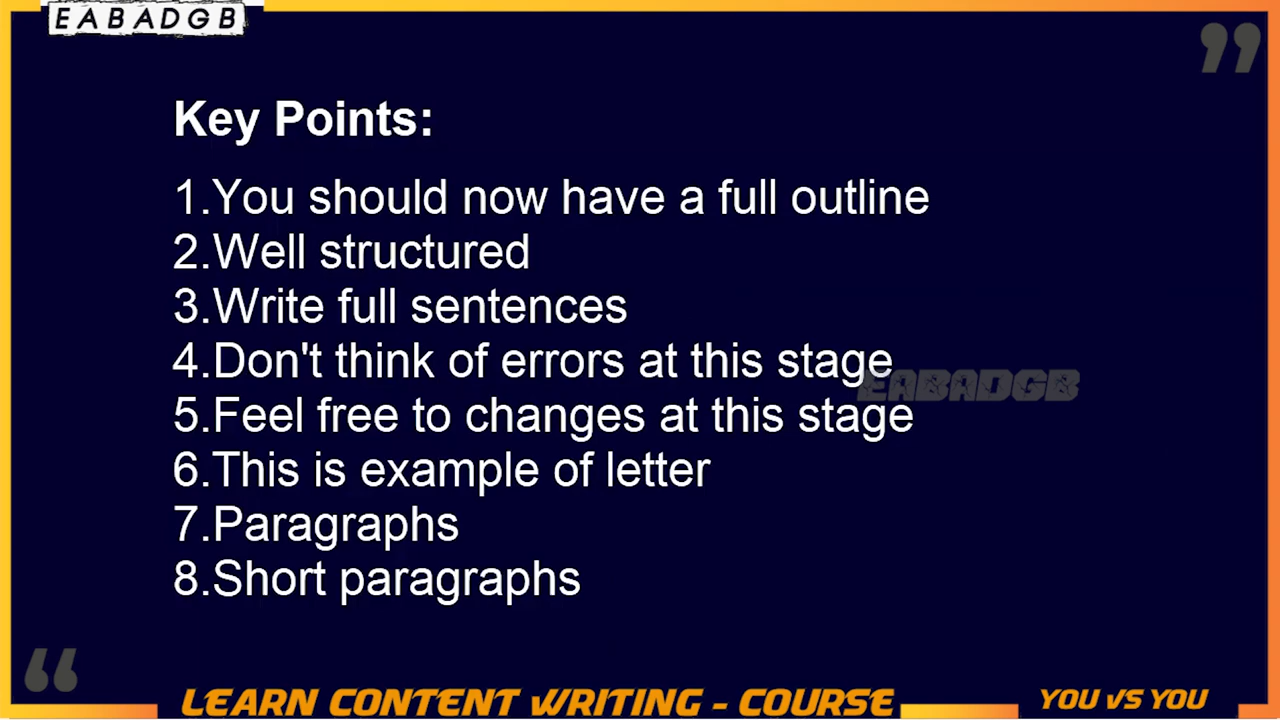 EABADGB
Key Points:
1.You should now have a full outline
2.Well structured
3.Write full sentences
4.Don't think of errors at this stage
EABADGB
5.Feel free to changes at this stage
6.This is example of letter
7.Paragraphs
8.Short paragraphs
LEARN CONTENT WRITING - COURSE
YOU VS YOU